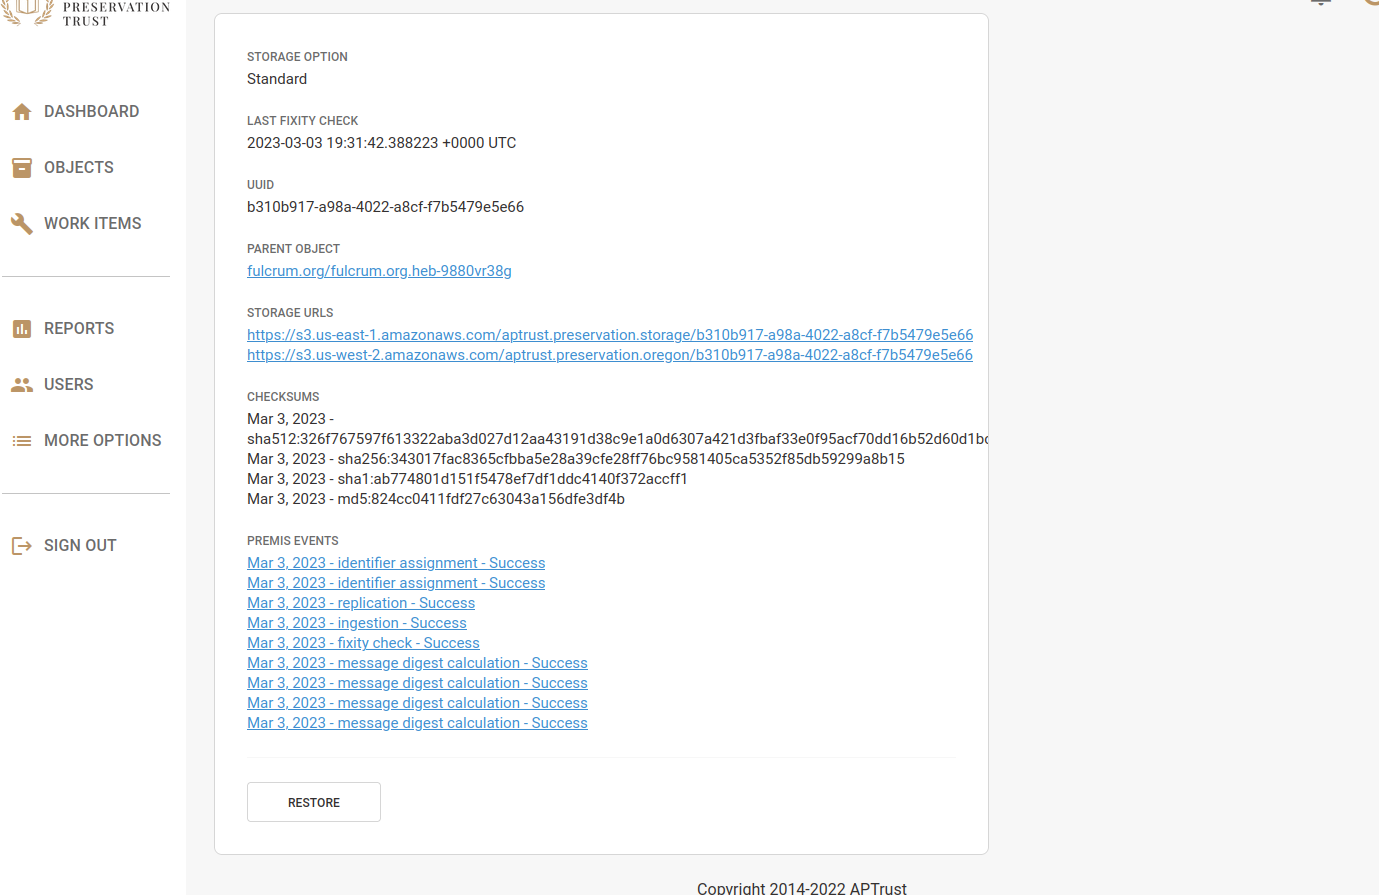 PRESERVATION
TRUST
DASHBOARD
OBJECTS
WORK ITEMS
REPORTS
USERS
MORE OPTIONS
SIGN OUT
STORAGE OPTION
Standard
LAST FIXITY CHECK
2023-03-03 19:31:42.388223 +0000 UTC
UUID
b310b917-a98a-4022-a8cf-f7b5479e5e66
PARENT OBJECT
fulcrum.org/fulcrum.org.heb-9880vr38g
STORAGE URLS
https://s3.us-east-1.amazonaws.com/aptrust.preservation.storage/b310b917-a98a-4022-a8cf-f7b5479e5e66
https://s3.us-west-2.amazonaws.com/aptrust.preservation.oregon/b310b917-a98a-4022-a8cf-f7b5479e5e66
CHECKSUMS
Mar 3, 2023 -
sha512:326f767597f613322aba3d027d12aa43191d38c9e1a0d6307a421d3fbaf33e0f95acf70dd16b52d60d1bc
Mar 3, 2023 - sha256:343017fac8365cfbba5e28a39cfe28ff76bc9581405ca5352f85db59299a8b15
Mar 3, 2023 - sha1:ab774801d151f5478ef7df1ddc4140f372accff1
Mar 3, 2023 - md5:824cc0411fdf27c63043a156dfe3df4b
PREMIS EVENTS
Mar 3, 2023 - identifier assignment - Success
Mar 3, 2023 - identifier assignment - Success
Mar 3, 2023 - replication - Success
Mar 3, 2023 - ingestion - Success
Mar 3, 2023 - fixity check - Success
Mar 3, 2023 - message digest calculation - Success
Mar 3, 2023 - message digest calculation - Success
Mar 3, 2023 - message digest calculation - Success
Mar 3, 2023 - message digest calculation - Success
RESTORE
Copyright 2014-2022 APTrust